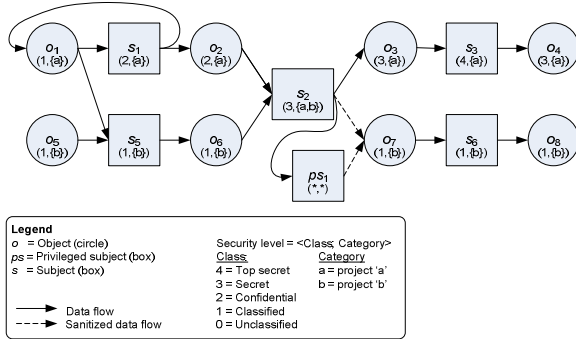 o1
(1,{a})
s1
(2,{a})
o2
(2,{a})
s2
(3,{a,b})
o3
(3,{a})
s3
(4,{a})
o4
(3,{a})
o5
(1,{b})
s5
(1,{b})
o6
(1,{b})
ps1
(*,*)
o7
(1,{b})
s6
(1,{b})
o8
(1,{b})
Legend
o = Object (circle)
ps = Privileged subject (box)
s = Subject (box)
Data flow
Sanitized data flow
Security level = <Class; Category>
Class;
4 = Top secret
3 = Secret
2 = Confidential
1 = Classified
0 = Unclassified
Category
a = project 'a'
b = project 'b'